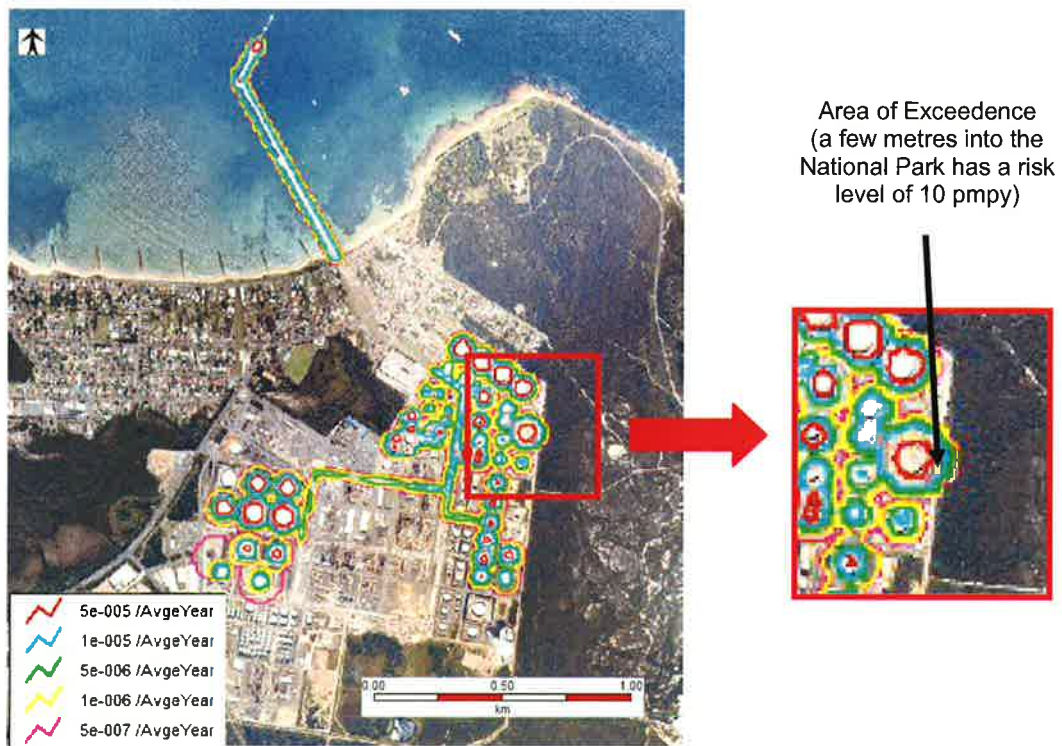 Area of Exceedence
(a few metres into the
National Park has a risk
level of 10 pmpy)
5e-005 /AvgeYear
1e-005 /AvgeYear
5e-006 /AvgeYear
1e-006 /AvgeYear
5e-007 /AvgeYear
0.00 0.50 1.00
km